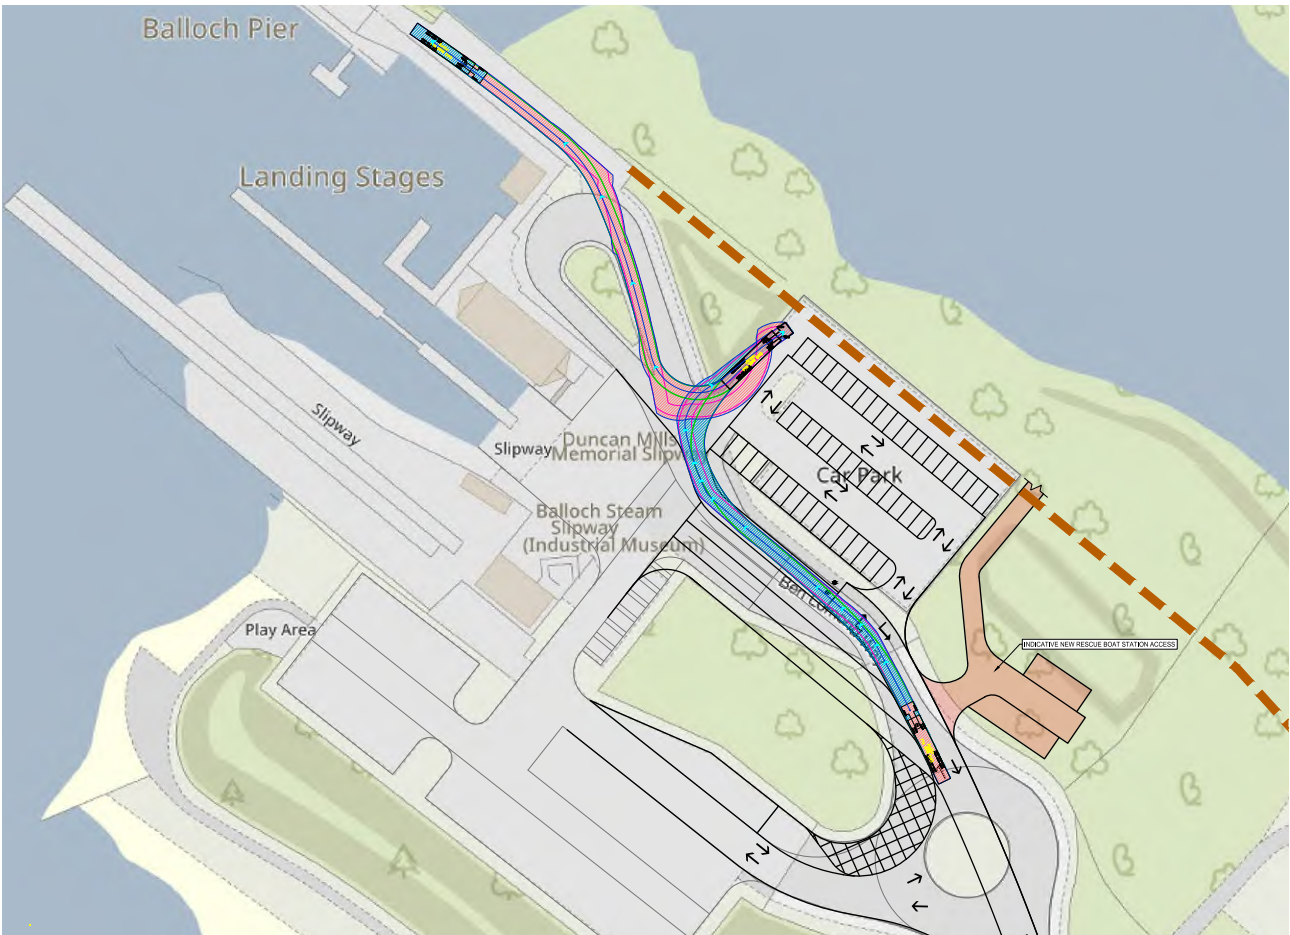 Balloch Pier
Landing Stages
Slipway
Slipway
Duncan Mills
Memorial Slipway
Car Park
Balloch Steam
Slipway
(Industrial Museum)
Play Area
INDICATIVE NEW RESCUE BOAT STATION ACCESS